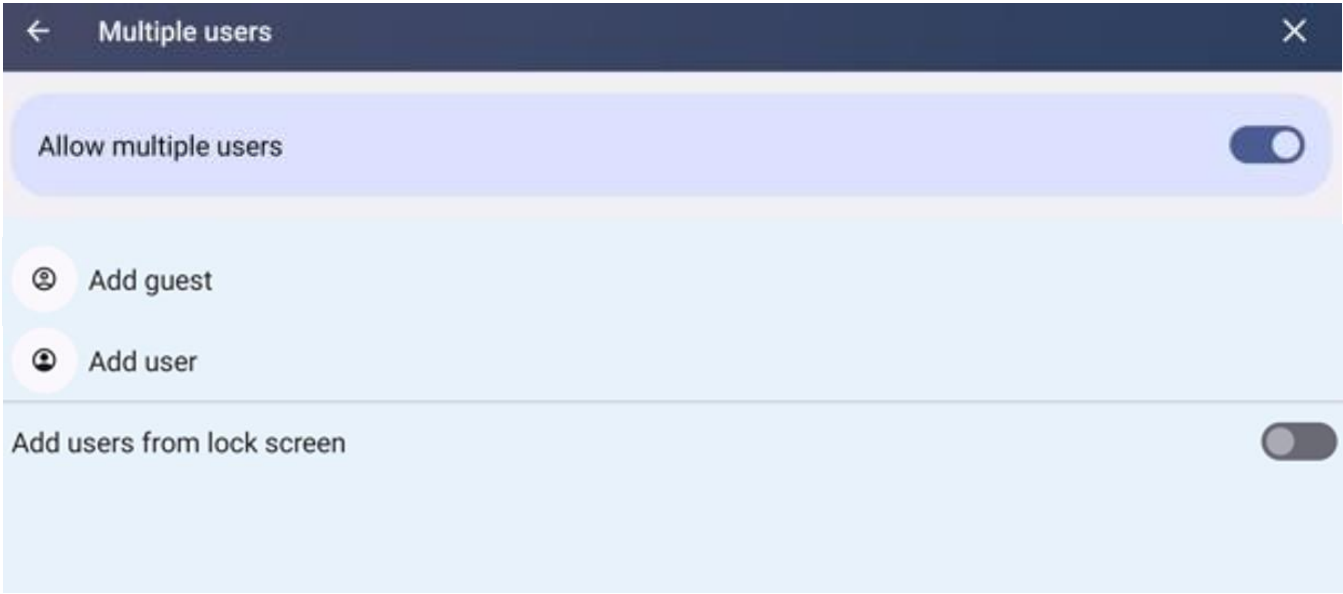 Multiple users
Allow multiple users
Add guest
Add user
Add users from lock screen